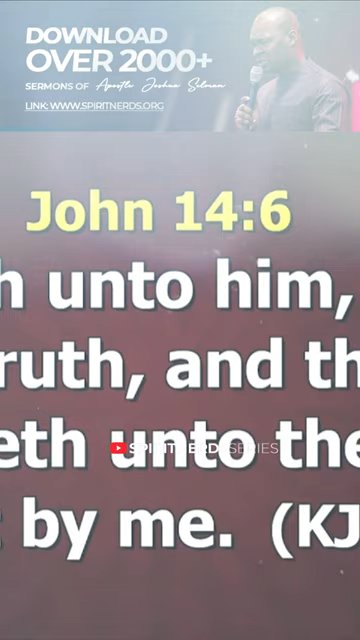 DOWNLOAD
OVER 2000+
SERMONS OF Apostle Joshua Selman
LINK: WWW.SPIRITNERDS.ORG
John 14:6
h unto him,
ruth, and th
eth unto the
by me. (KJ
SPIRITNERDS SERIES